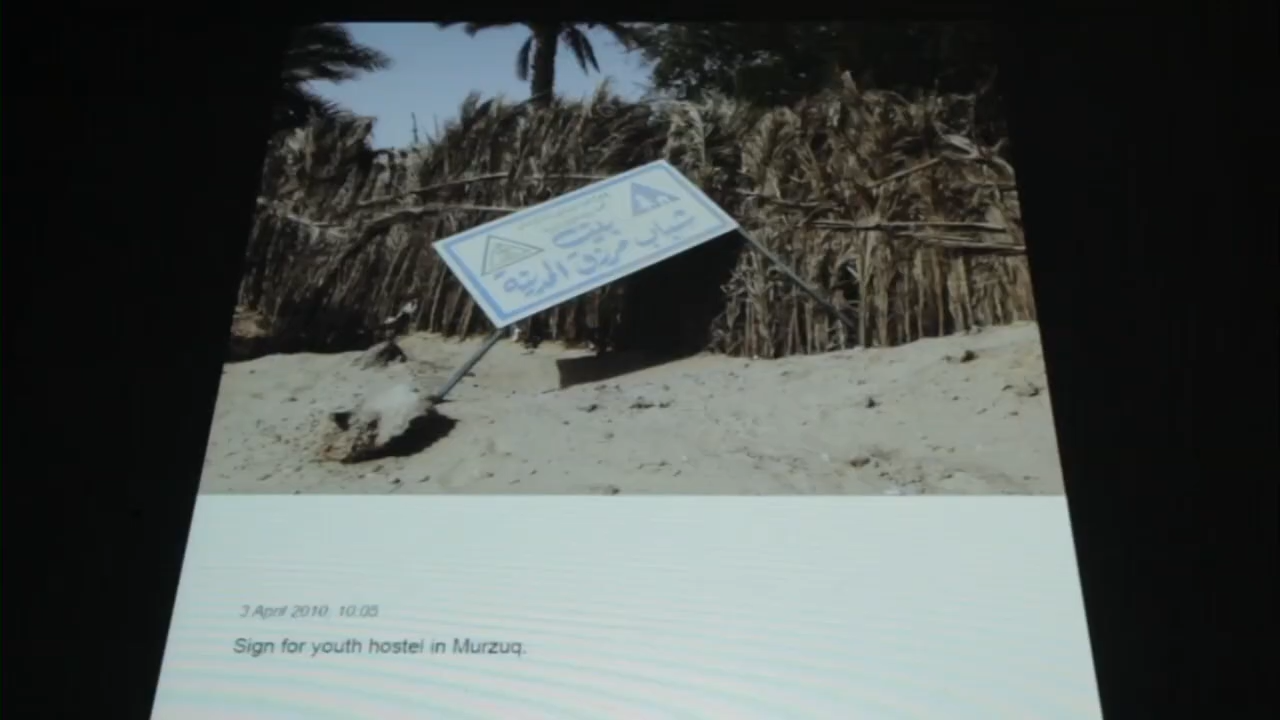 بيت
شباب مرزق المدينة
3 April 2010, 10:05
Sign for youth hostel in Murzuq.